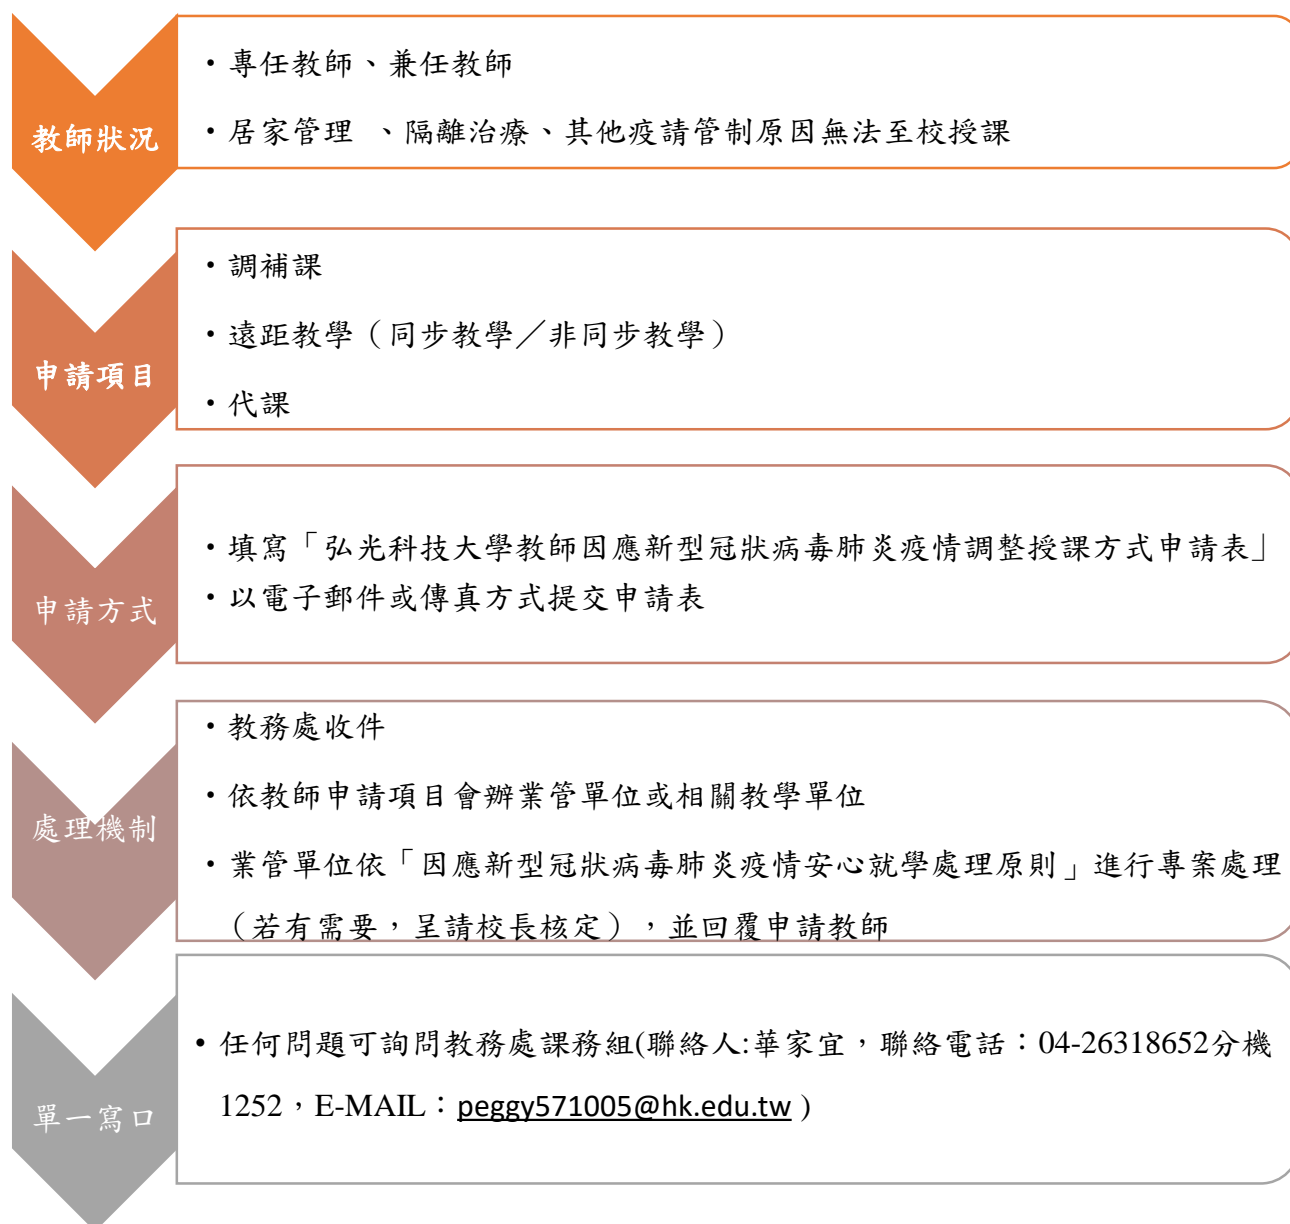 教師狀況
・專任教師、兼任教師
・居家管理 、隔離治療、其他疫請管制原因無法至校授課
申請項目
・調補課
・遠距教學（同步教學／非同步教學）
・代課
申請方式
・填寫「弘光科技大學教師因應新型冠狀病毒肺炎疫情調整授課方式申請表」
・以電子郵件或傳真方式提交申請表
處理機制
・教務處收件
・依教師申請項目會辦業管單位或相關教學單位
・業管單位依「因應新型冠狀病毒肺炎疫情安心就學處理原則」進行專案處理
（若有需要，呈請校長核定），並回覆申請教師
單一窩口
• 任何問題可詢問教務處課務組(聯絡人:華家宜，聯絡電話：04-26318652分機
1252，E-MAIL：peggy571005@hk.edu.tw )